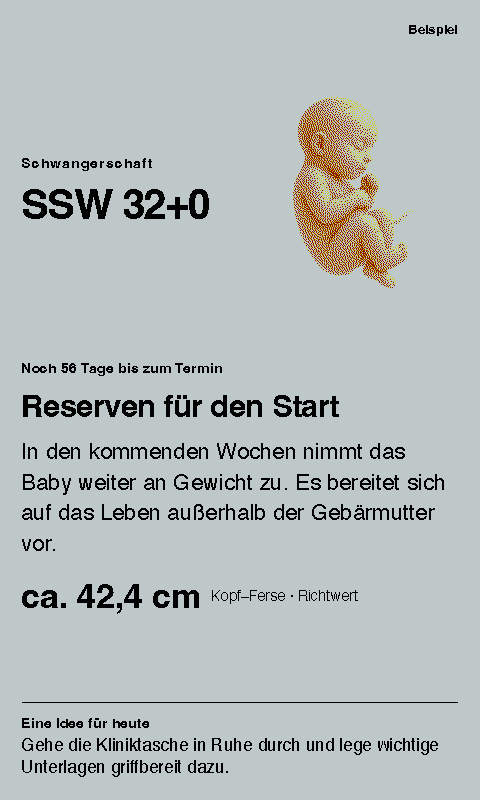 Beispiel
Schwangerschaft
SSW 32+0
Noch 56 Tage bis zum Termin
Reserven für den Start
In den kommenden Wochen nimmt das
Baby weiter an Gewicht zu. Es bereitet sich
auf das Leben außerhalb der Gebärmutter
vor.
ca. 42,4 cm Kopf–Ferse · Richtwert
Eine Idee für heute
Gehe die Kliniktasche in Ruhe durch und lege wichtige
Unterlagen griffbereit dazu.